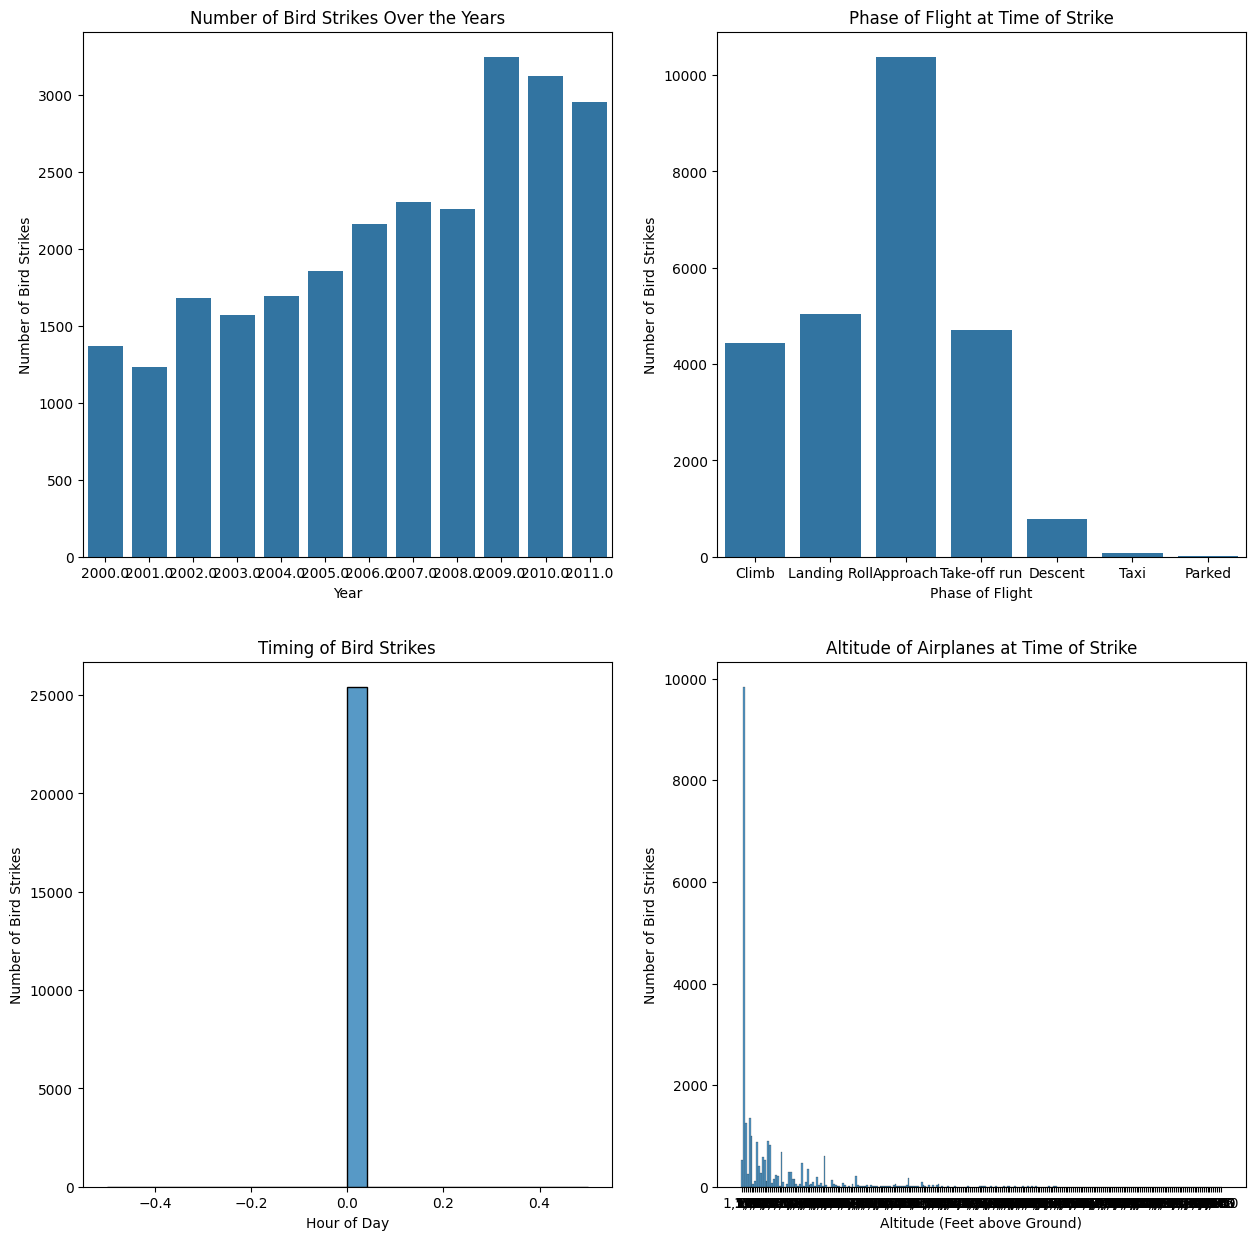 Number of Bird Strikes Over the Years
Number of Bird Strikes
3000
2500
2000
1500
1000
500
0
2000.0 2001.0 2002.0 2003.0 2004.0 2005.0 2006.0 2007.0 2008.0 2009.0 2010.0 2011.0
Year
Phase of Flight at Time of Strike
Number of Bird Strikes
10000
8000
6000
4000
2000
0
Climb Landing Roll Approach Take-off run Descent Taxi Parked
Phase of Flight
Timing of Bird Strikes
Number of Bird Strikes
25000
20000
15000
10000
5000
0
−0.4 −0.2 0.0 0.2 0.4
Hour of Day
Altitude of Airplanes at Time of Strike
Number of Bird Strikes
10000
8000
6000
4000
2000
0
Altitude (Feet above Ground)